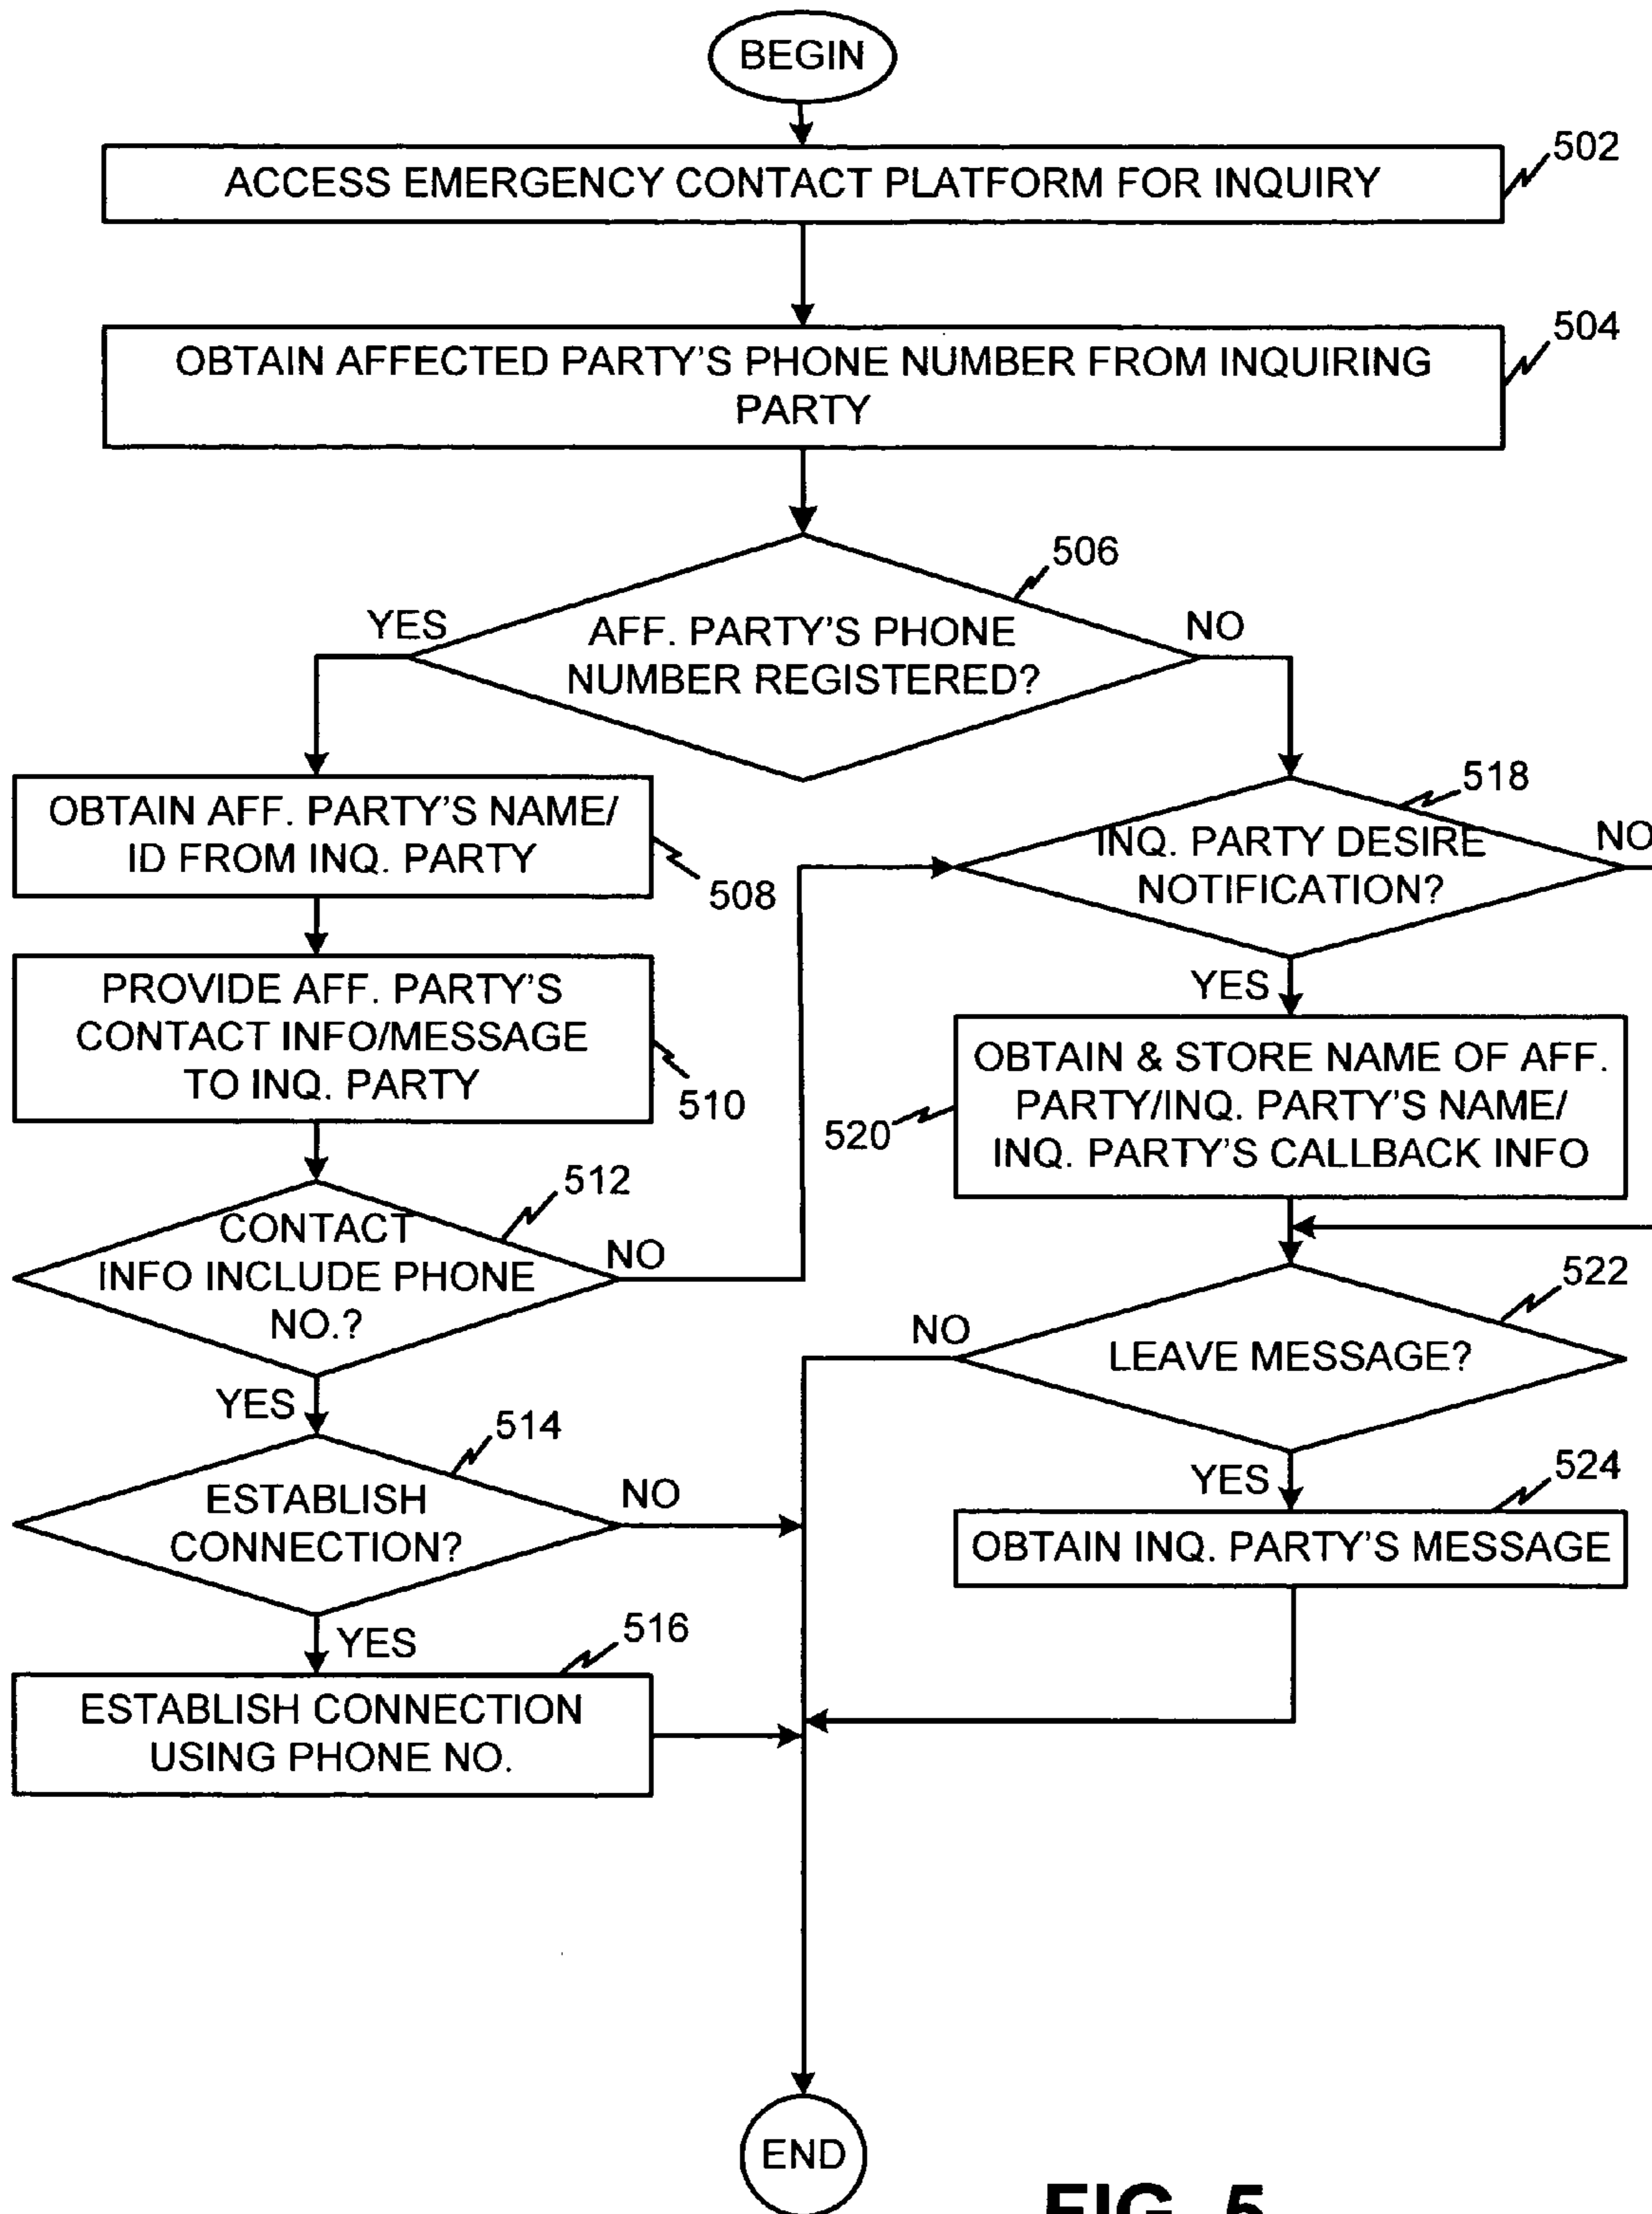 BEGIN
ACCESS EMERGENCY CONTACT PLATFORM FOR INQUIRY
502
OBTAIN AFFECTED PARTY'S PHONE NUMBER FROM INQUIRING
PARTY
504
506
YES
AFF. PARTY'S PHONE
NUMBER REGISTERED?
NO
OBTAIN AFF. PARTY'S NAME/
ID FROM INQ. PARTY
508
518
INQ. PARTY DESIRE
NOTIFICATION?
NO
YES
PROVIDE AFF. PARTY'S
CONTACT INFO/MESSAGE
TO INQ. PARTY
510
OBTAIN & STORE NAME OF AFF.
PARTY/INQ. PARTY'S NAME/
INQ. PARTY'S CALLBACK INFO
520
512
CONTACT
INFO INCLUDE PHONE
NO.?
NO
YES
522
LEAVE MESSAGE?
NO
YES
514
ESTABLISH
CONNECTION?
NO
YES
524
OBTAIN INQ. PARTY'S MESSAGE
516
ESTABLISH CONNECTION
USING PHONE NO.
END
FIG. 5